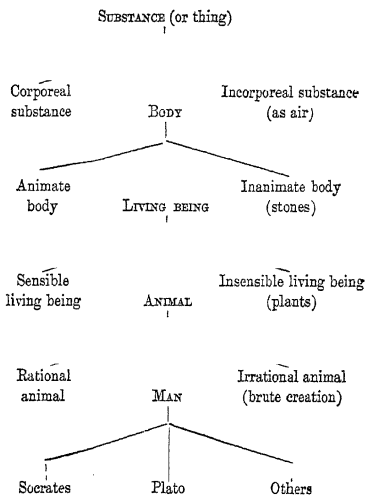 SUBSTANCE (or thing)
Corporeal
substance
BODY
Incorporeal substance
(as air)
Animate
body
LIVING BEING
Inanimate body
(stones)
Sensible
living being
ANIMAL
Insensible living being
(plants)
Rational
animal
MAN
Irrational animal
(brute creation)
Socrates
Plato
Others